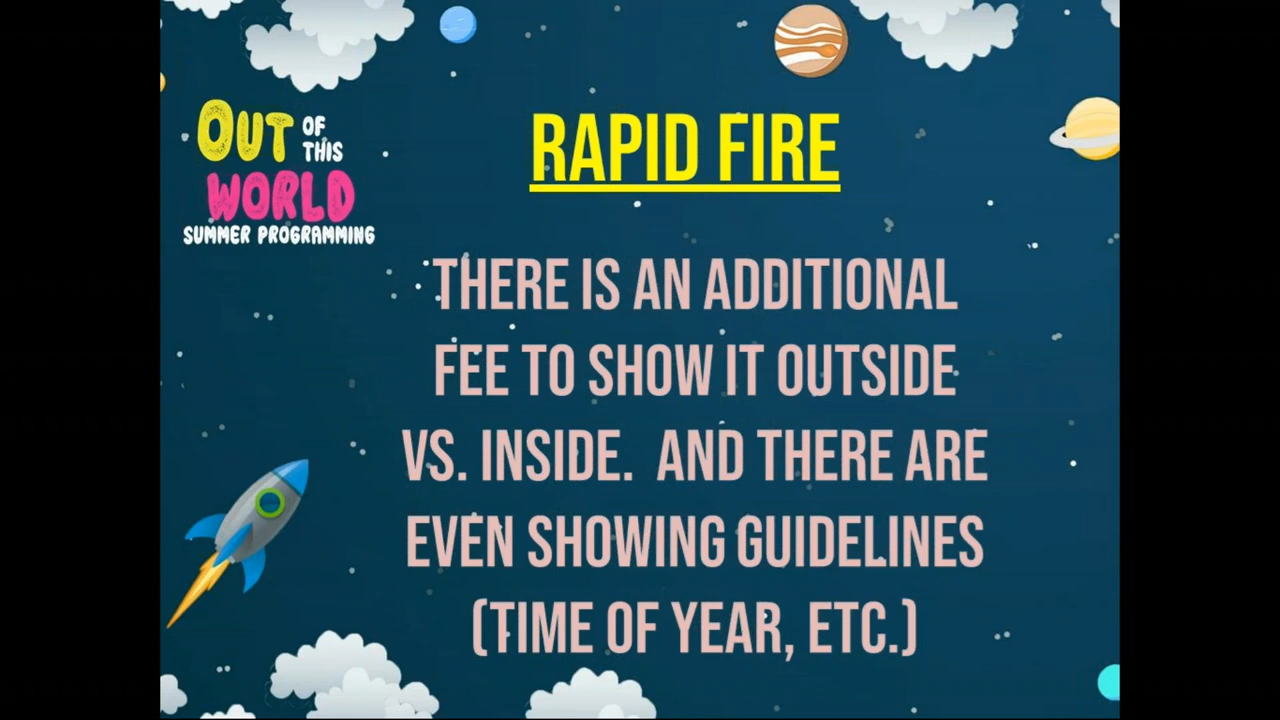 OUT OF THIS
WORLD
SUMMER PROGRAMMING
RAPID FIRE
THERE IS AN ADDITIONAL
FEE TO SHOW IT OUTSIDE
VS. INSIDE.  AND THERE ARE
EVEN SHOWING GUIDELINES
(TIME OF YEAR, ETC.)